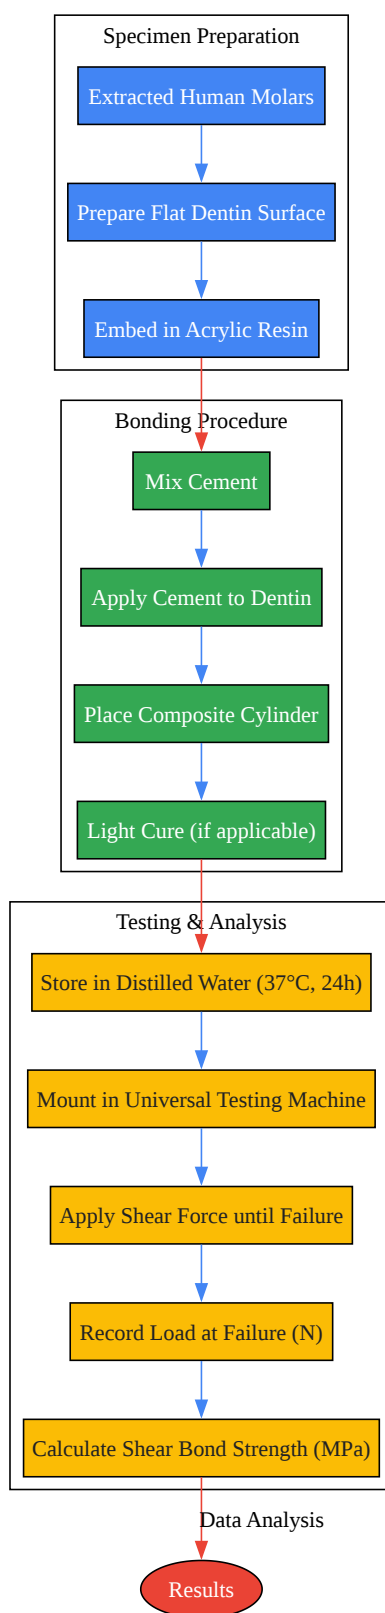 Specimen Preparation
Extracted Human Molars
Prepare Flat Dentin Surface
Embed in Acrylic Resin
Bonding Procedure
Mix Cement
Apply Cement to Dentin
Place Composite Cylinder
Light Cure (if applicable)
Testing & Analysis
Store in Distilled Water (37°C, 24h)
Mount in Universal Testing Machine
Apply Shear Force until Failure
Record Load at Failure (N)
Calculate Shear Bond Strength (MPa)
Data Analysis
Results